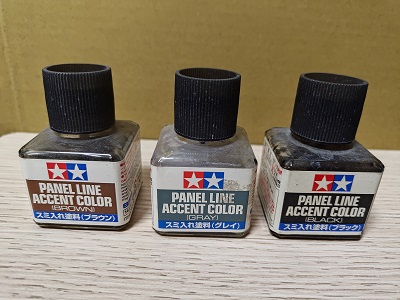 TAMIYA
PANEL LINE
ACCENT COLOR
(BROWN)
スミ入れ塗料(ブラウン)
PANEL LINE
ACCENT COLOR
(GRAY)
スミ入れ塗料(グレイ)
PANEL LINE
ACCENT COLOR
(BLACK)
スミ入れ塗料(ブラック)